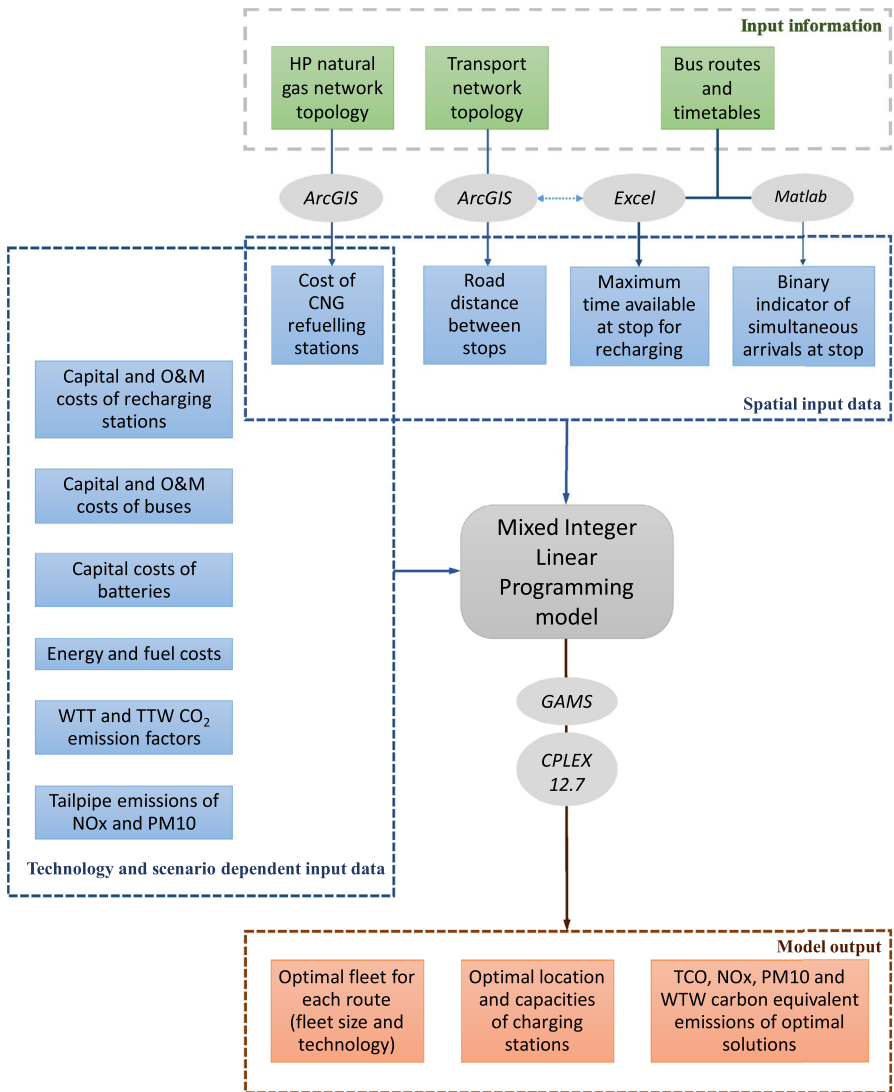 Input information
HP natural
gas network
topology
Transport
network
topology
Bus routes
and
timetables
ArcGIS
ArcGIS
Excel
Matlab
Cost of
CNG
refuelling
stations
Road
distance
between
stops
Maximum
time available
at stop for
recharging
Binary
indicator of
simultaneous
arrivals at stop
Spatial input data
Capital and O&M
costs of recharging
stations
Capital and O&M
costs of buses
Capital costs of
batteries
Energy and fuel costs
WTT and TTW CO₂
emission factors
Tailpipe emissions of
NOx and PM10
Technology and scenario dependent input data
Mixed Integer
Linear
Programming
model
GAMS
CPLEX
12.7
Model output
Optimal fleet for
each route
(fleet size and
technology)
Optimal location
and capacities
of charging
stations
TCO, NOx, PM10 and
WTW carbon equivalent
emissions of optimal
solutions